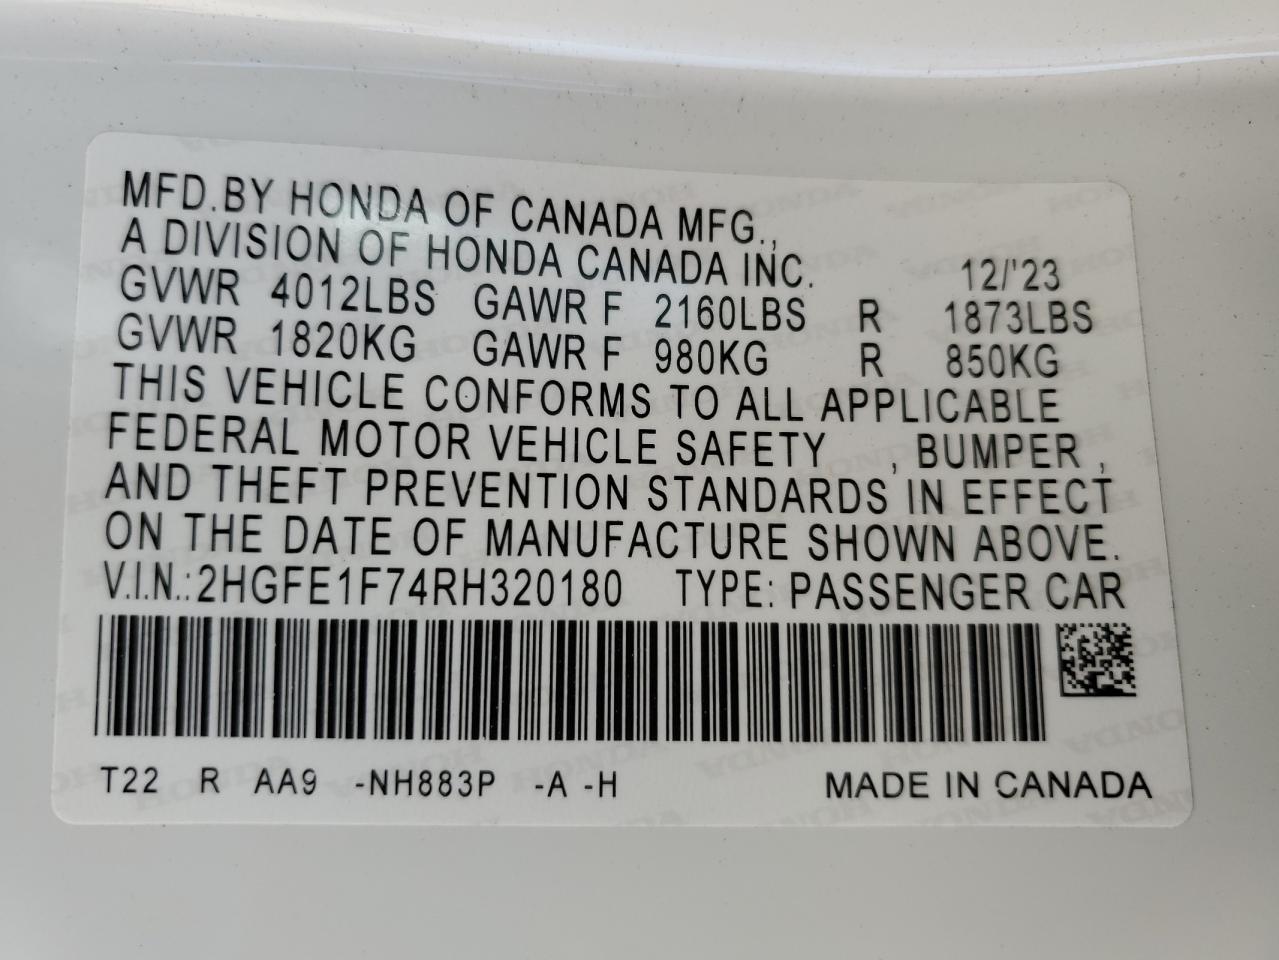 MFD.BY HONDA OF CANADA MFG.,
A DIVISION OF HONDA CANADA INC. 12/'23
GVWR 4012LBS GAWR F 2160LBS R 1873LBS
GVWR 1820KG GAWR F 980KG R 850KG
THIS VEHICLE CONFORMS TO ALL APPLICABLE
FEDERAL MOTOR VEHICLE SAFETY , BUMPER ,
AND THEFT PREVENTION STANDARDS IN EFFECT
ON THE DATE OF MANUFACTURE SHOWN ABOVE.
V.I.N.:2HGFE1F74RH320180 TYPE: PASSENGER CAR
T22 R AA9 -NH883P -A -H MADE IN CANADA